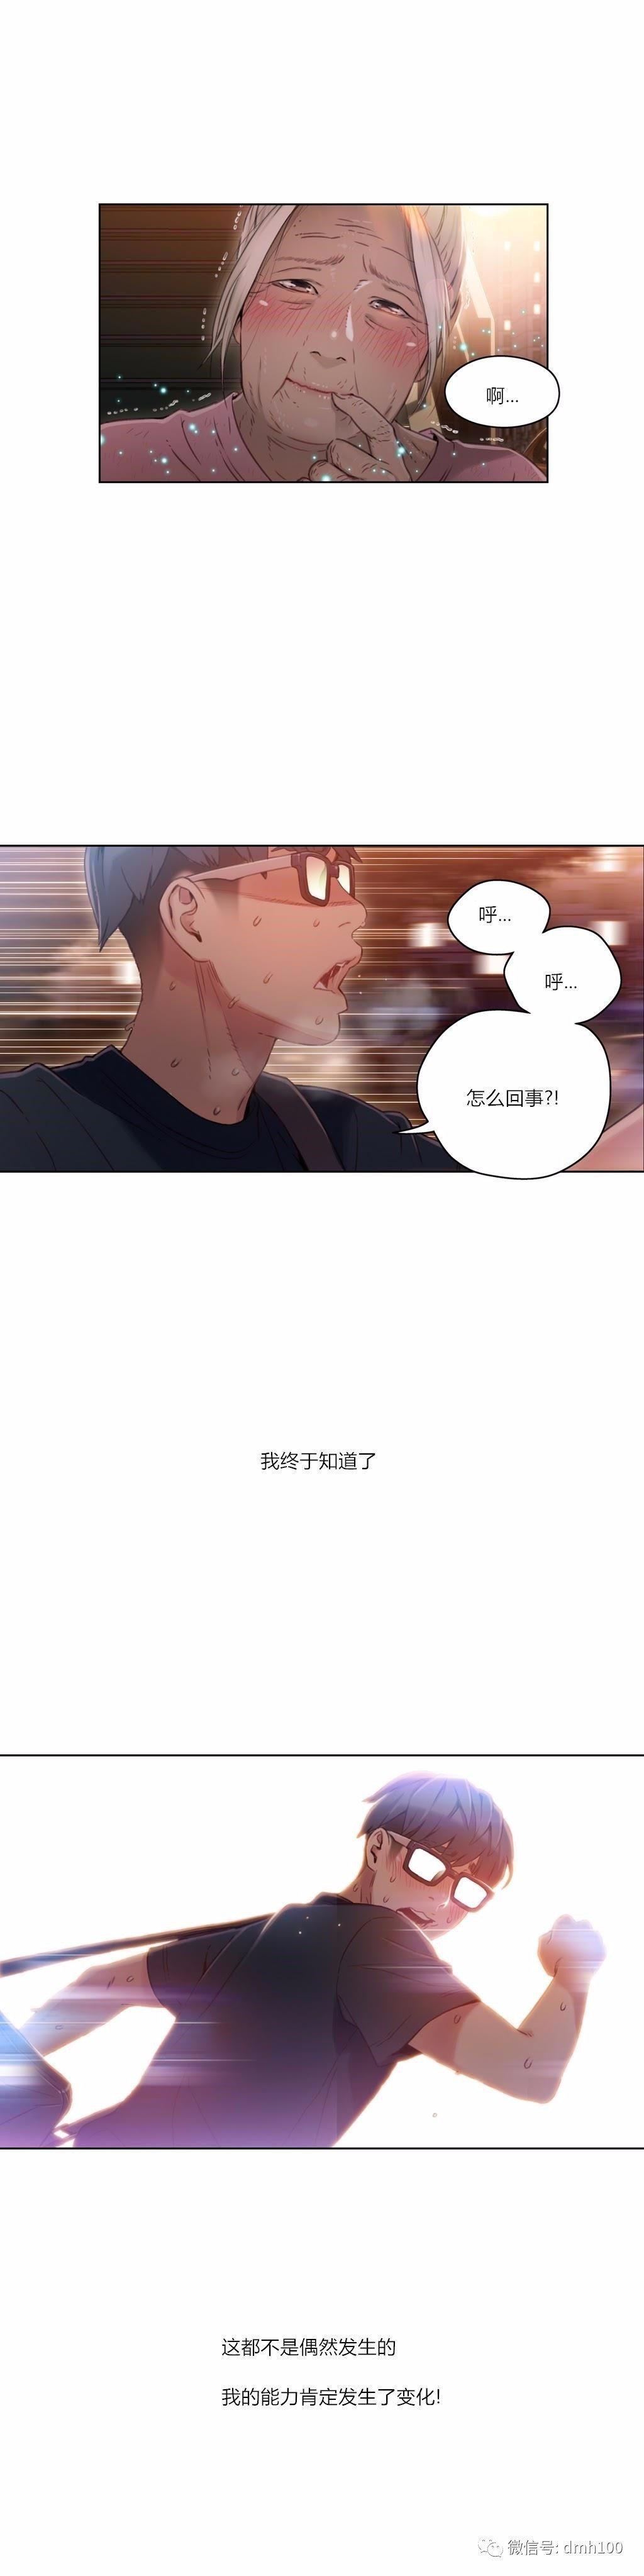 啊...
呼...
呼...
怎么回事?!
我终于知道了
这都不是偶然发生的
我的能力肯定发生了变化!
微信号: dmh100